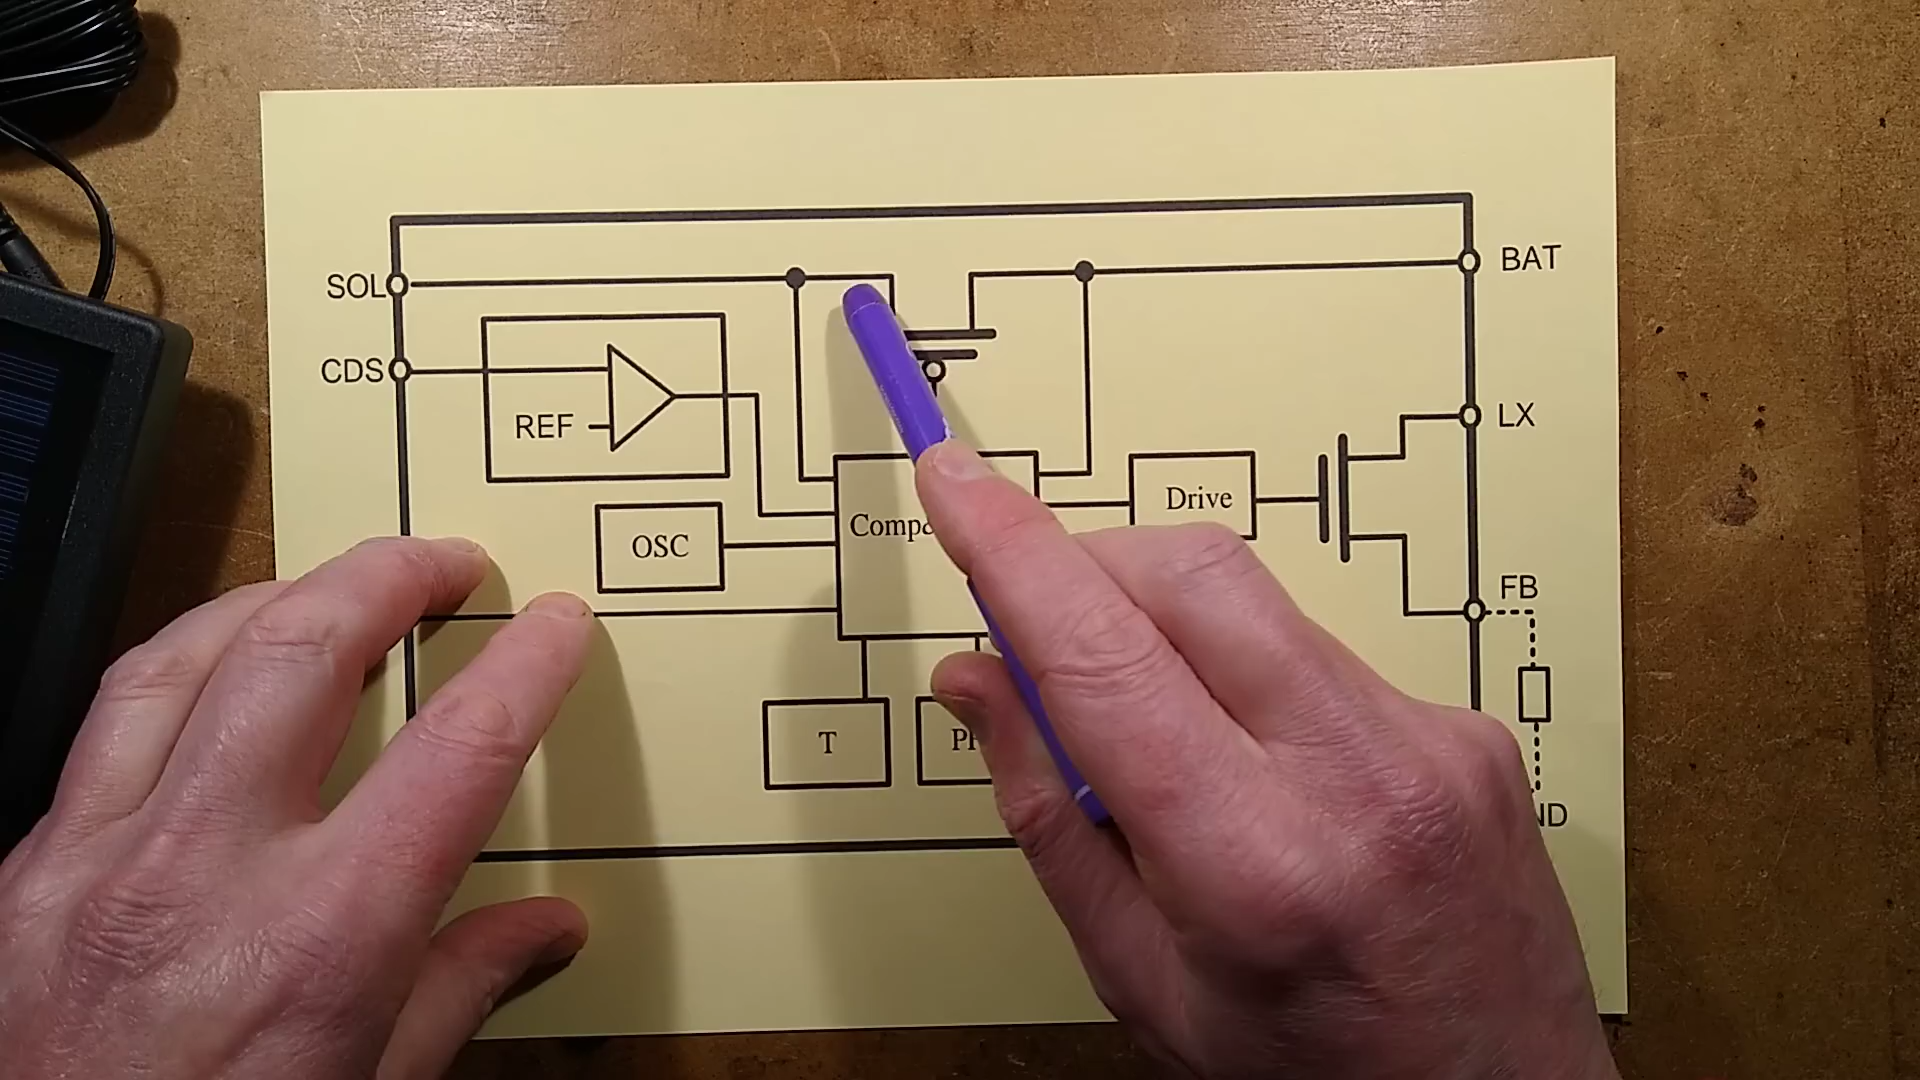 SOL
BAT
CDS
REF
LX
Drive
OSC
FB
T